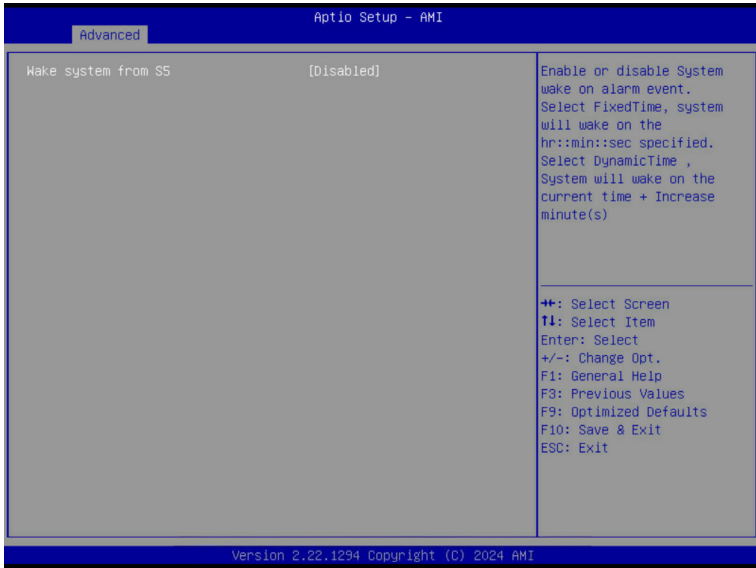 Aptio Setup - AMI
Advanced
Wake system from S5 [Disabled]
Enable or disable System
wake on alarm event.
Select FixedTime, system
will wake on the
hr::min::sec specified.
Select DynamicTime ,
System will wake on the
current time + Increase
minute(s)
→←: Select Screen
↑↓: Select Item
Enter: Select
+/-: Change Opt.
F1: General Help
F3: Previous Values
F9: Optimized Defaults
F10: Save & Exit
ESC: Exit
Version 2.22.1294 Copyright (C) 2024 AMI